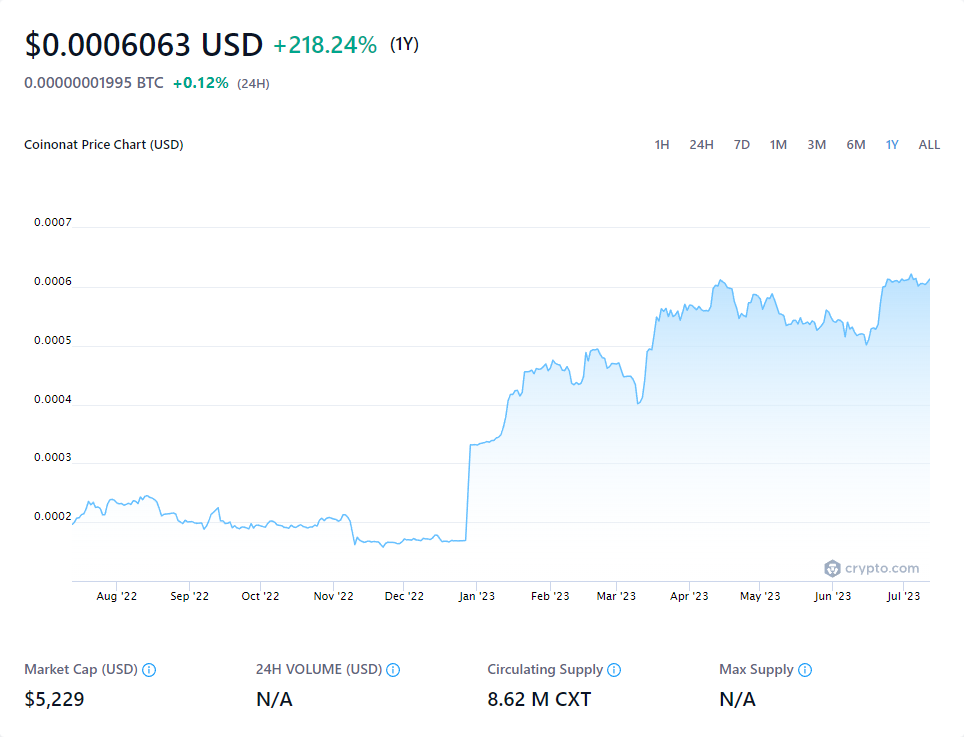 $0.0006063 USD +218.24% (1Y)
0.00000001995 BTC +0.12% (24H)
Coinonat Price Chart (USD) 1H 24H 7D 1M 3M 6M 1Y ALL
0.0007
0.0006
0.0005
0.0004
0.0003
0.0002
crypto.com
Aug '22 Sep '22 Oct '22 Nov '22 Dec '22 Jan '23 Feb '23 Mar '23 Apr '23 May '23 Jun '23 Jul '23
Market Cap (USD) 24H VOLUME (USD) Circulating Supply Max Supply
$5,229 N/A 8.62 M CXT N/A